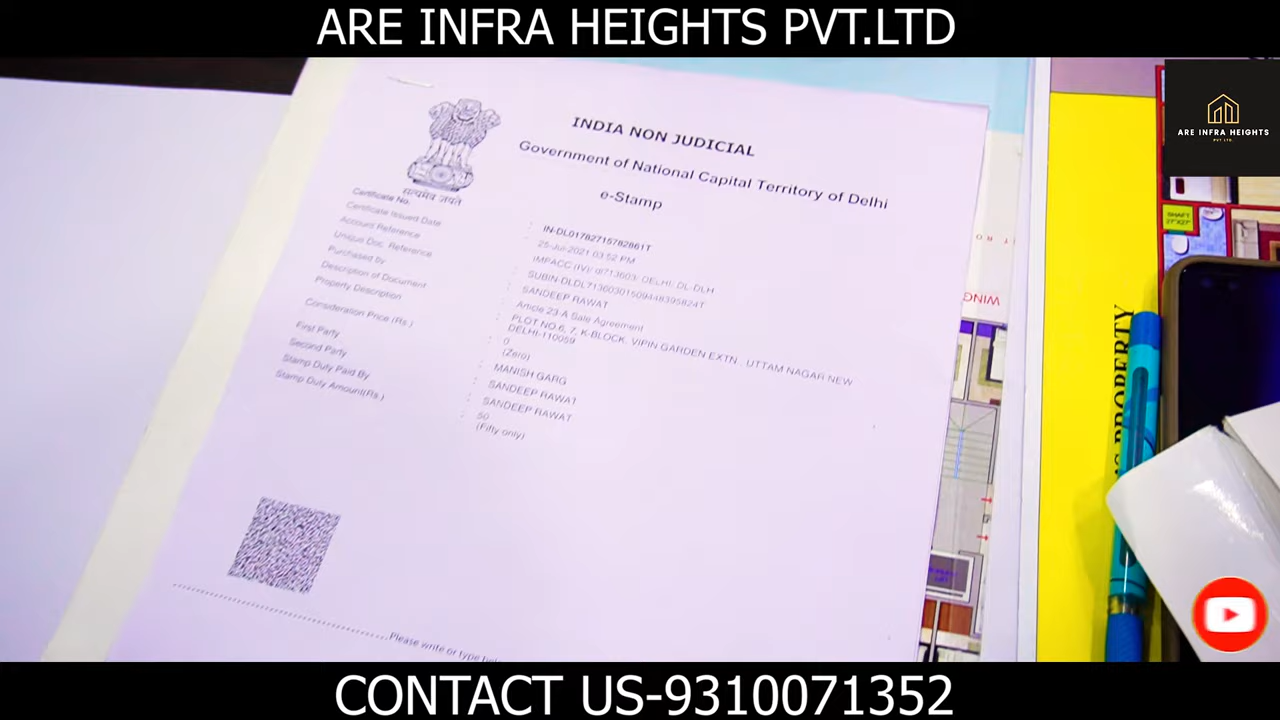 ARE INFRA HEIGHTS PVT.LTD
ARE INFRA HEIGHTS
PVT LTD.
INDIA NON JUDICIAL
Government of National Capital Territory of Delhi
e-Stamp
सत्यमेव जयते
Certificate No. : IN-DL01782715782861T
Certificate Issued Date : 25-Jul-2021 03:52 PM
Account Reference : IMPACC (IV)/ dl713603/ DELHI/ DL-DLH
Unique Doc. Reference : SUBIN-DLDL71360301509448395824T
Purchased by : SANDEEP RAWAT
Description of Document : Article 23-A Sale Agreement
Property Description : PLOT NO.6, 7, K-BLOCK, VIPIN GARDEN EXTN., UTTAM NAGAR NEW
DELHI-110059
Consideration Price (Rs.) : 0
(Zero)
First Party : MANISH GARG
Second Party : SANDEEP RAWAT
Stamp Duty Paid By : SANDEEP RAWAT
Stamp Duty Amount(Rs.) : 50
(Fifty only)
Please write or type
SHAFT
WING
PROPERTY
CONTACT US-9310071352